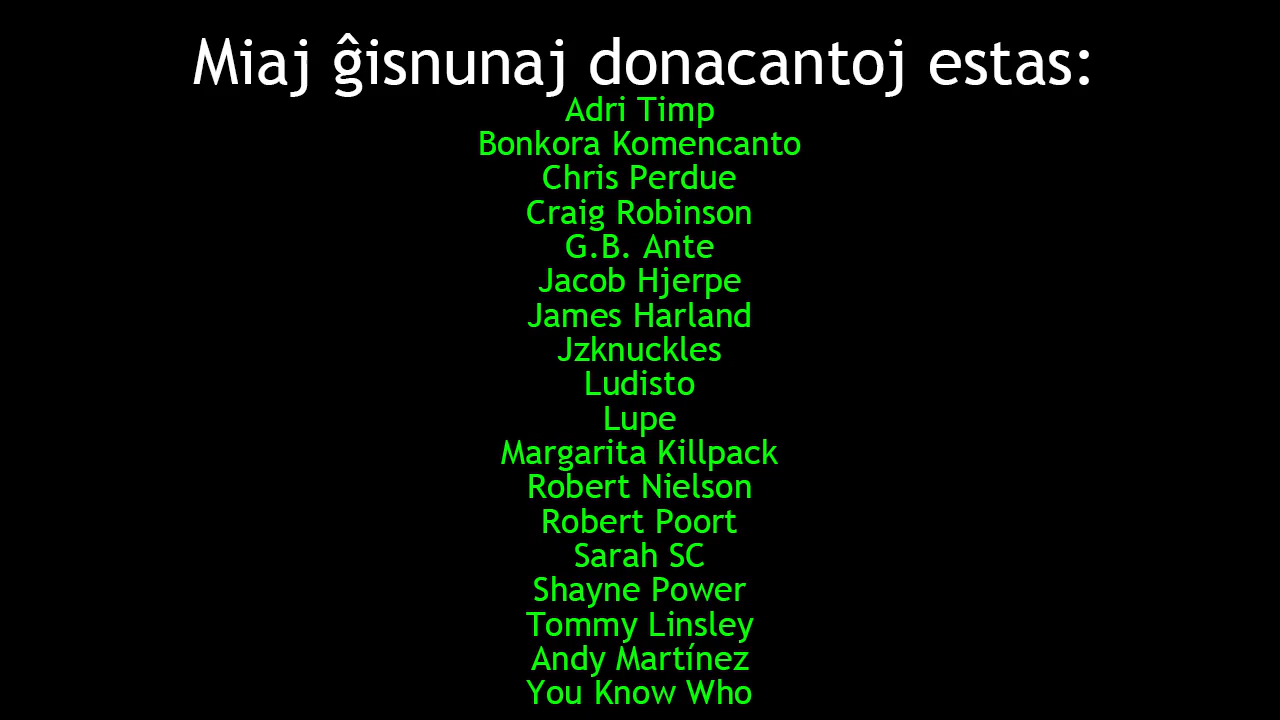 Miaj ĝisnunaj donacantoj estas:
Adri Timp
Bonkora Komencanto
Chris Perdue
Craig Robinson
G.B. Ante
Jacob Hjerpe
James Harland
Jzknuckles
Ludisto
Lupe
Margarita Killpack
Robert Nielson
Robert Poort
Sarah SC
Shayne Power
Tommy Linsley
Andy Martínez
You Know Who